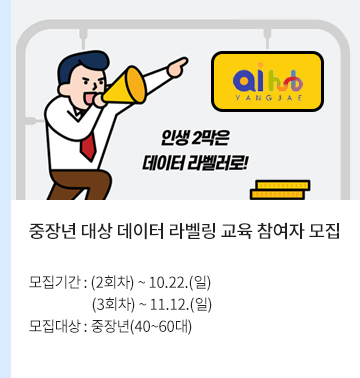 ai hub
YANGJAE
인생 2막은
데이터 라벨러로!
중장년 대상 데이터 라벨링 교육 참여자 모집
모집기간 : (2회차) ~ 10.22.(일)
(3회차) ~ 11.12.(일)
모집대상 : 중장년(40~60대)